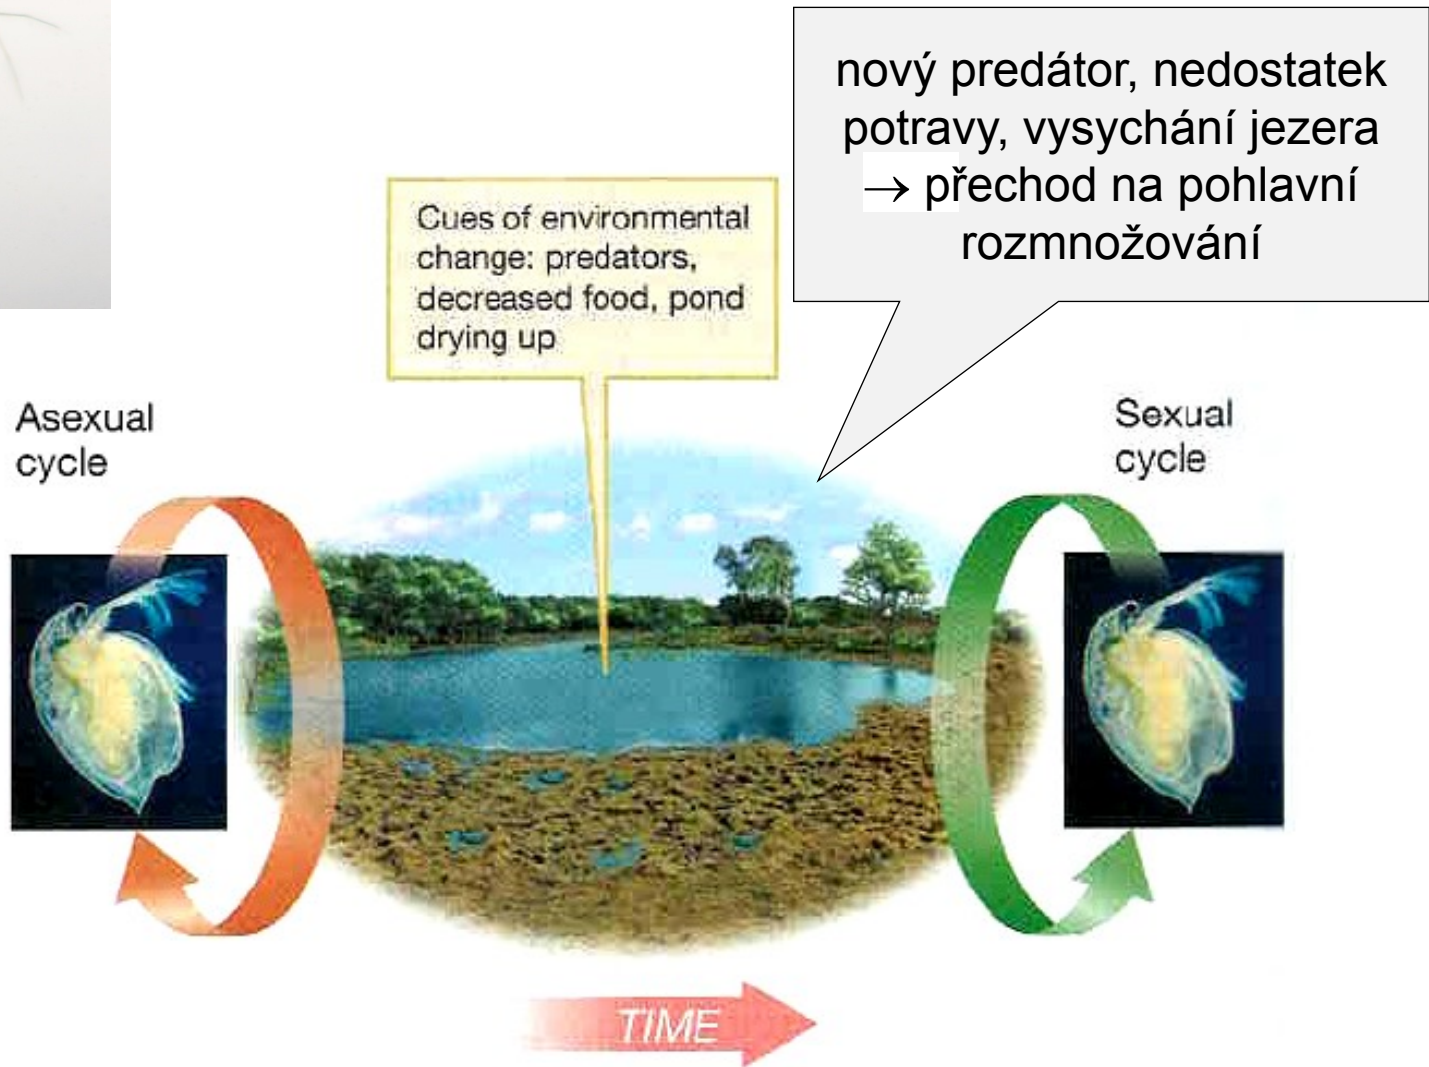 nový predátor, nedostatek
potravy, vysychání jezera
→ přechod na pohlavní
rozmnožování
Cues of environmental
change: predators,
decreased food, pond
drying up
Asexual
cycle
Sexual
cycle
TIME